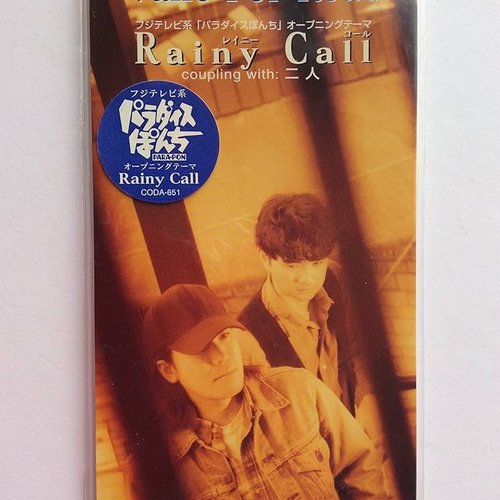 フジテレビ系「パラダイスぽんち」オープニングテーマ
Rainy Call
レイニー コール
coupling with: 二人
フジテレビ系
パラダイス
ぽんち
PARA-PON
オープニングテーマ
Rainy Call
CODA-651